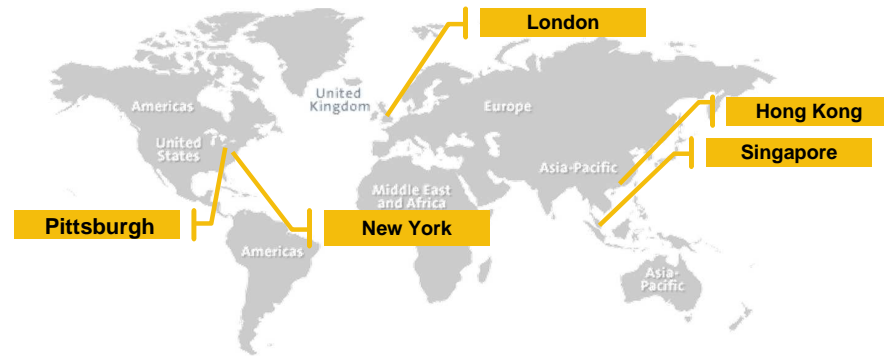 London
United
Kingdom
Americas
Europe
Hong Kong
United
States
Singapore
Asia-Pacific
Middle East
and Africa
Pittsburgh
New York
Americas
Asia-
Pacific